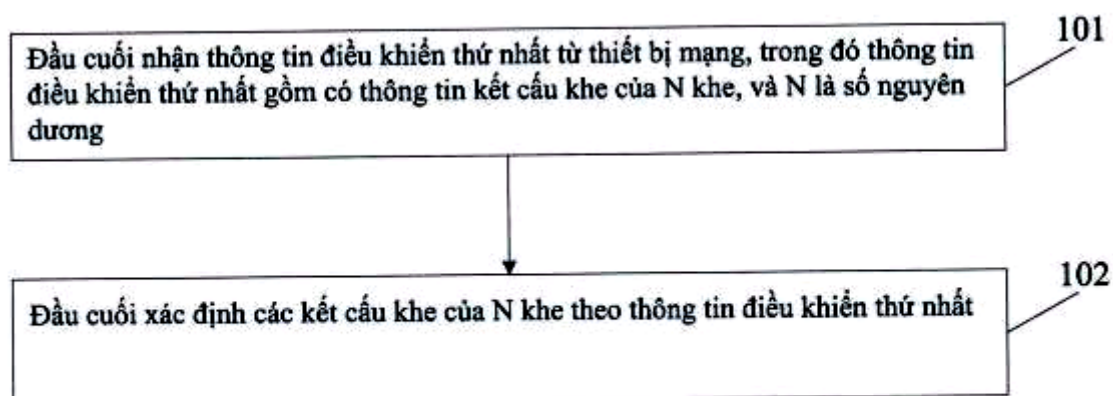 101
Đầu cuối nhận thông tin điều khiển thứ nhất từ thiết bị mạng, trong đó thông tin
điều khiển thứ nhất gồm có thông tin kết cấu khe của N khe, và N là số nguyên
dương
102
Đầu cuối xác định các kết cấu khe của N khe theo thông tin điều khiển thứ nhất